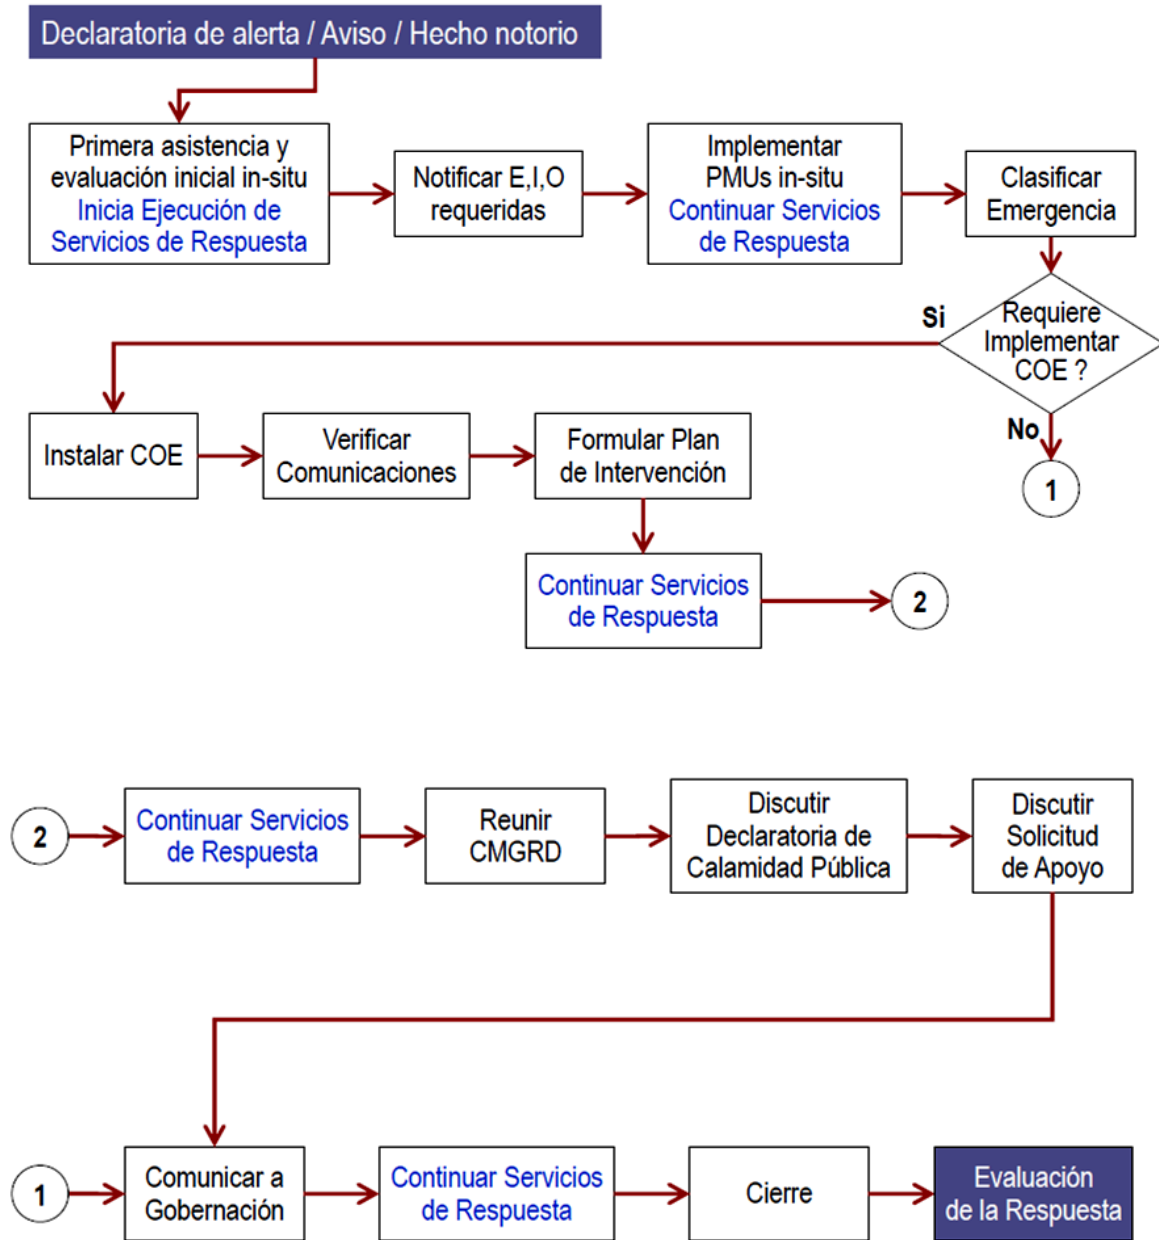 Declaratoria de alerta / Aviso / Hecho notorio
Primera asistencia y
evaluación inicial in-situ
Inicia Ejecución de
Servicios de Respuesta
Notificar E,I,O
requeridas
Implementar
PMUs in-situ
Continuar Servicios
de Respuesta
Clasificar
Emergencia
Requiere
Implementar
COE ?
Si
No
1
Instalar COE
Verificar
Comunicaciones
Formular Plan
de Intervención
Continuar Servicios
de Respuesta
2
2
Continuar Servicios
de Respuesta
Reunir
CMGRD
Discutir
Declaratoria de
Calamidad Pública
Discutir
Solicitud
de Apoyo
1
Comunicar a
Gobernación
Continuar Servicios
de Respuesta
Cierre
Evaluación
de la Respuesta